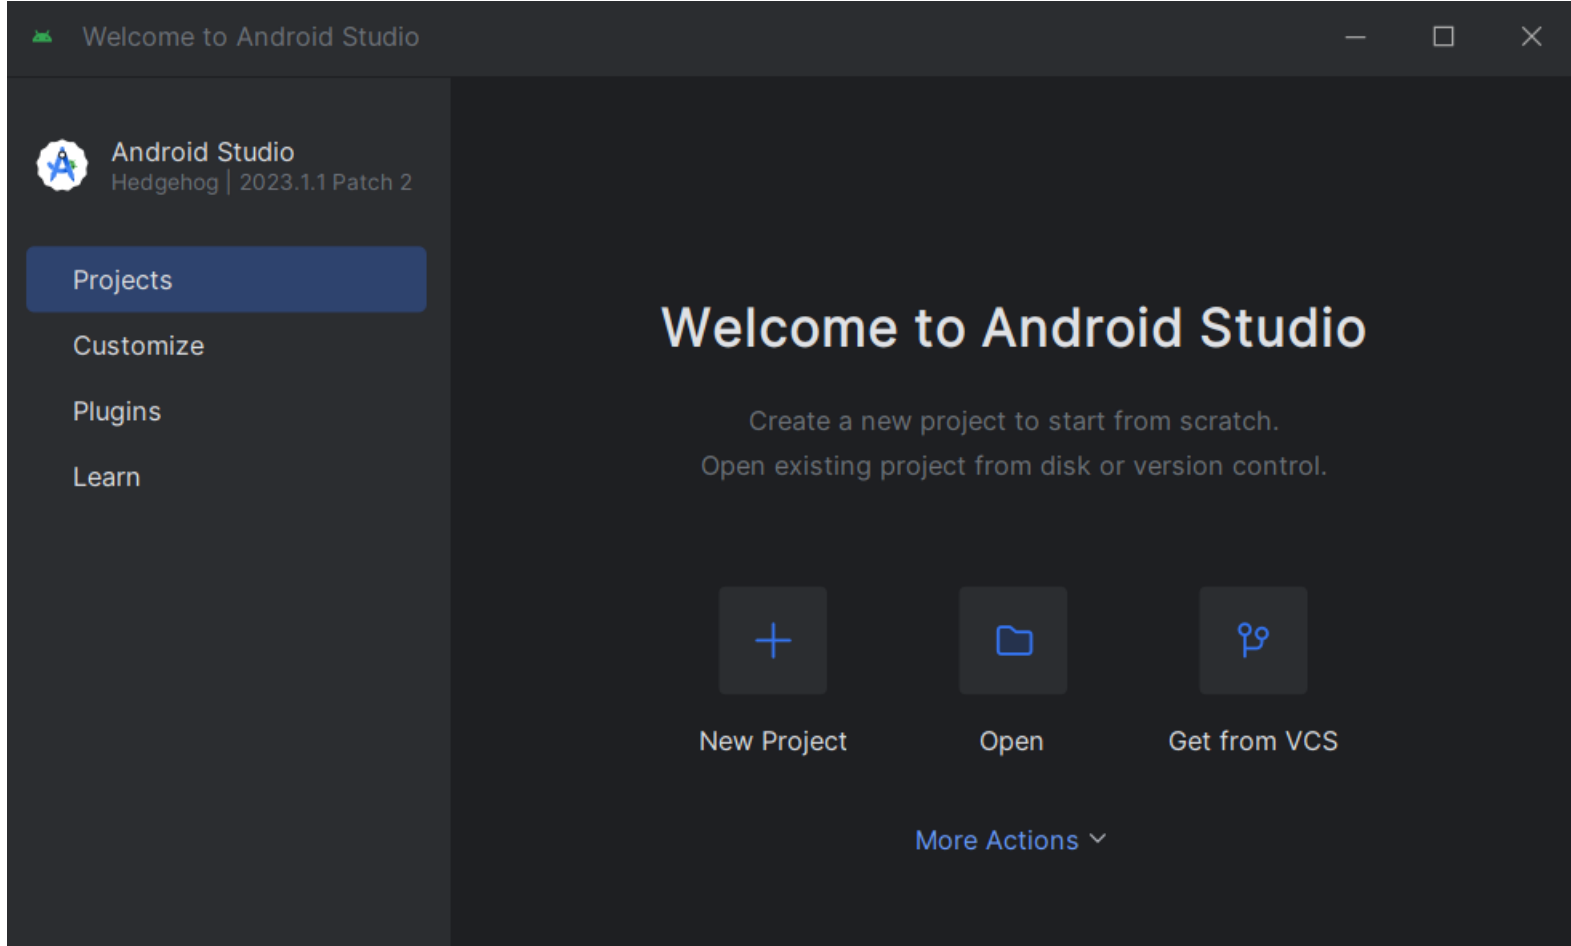 Welcome to Android Studio
Android Studio
Hedgehog | 2023.1.1 Patch 2
Projects
Customize
Plugins
Learn
Welcome to Android Studio
Create a new project to start from scratch.
Open existing project from disk or version control.
New Project
Open
Get from VCS
More Actions